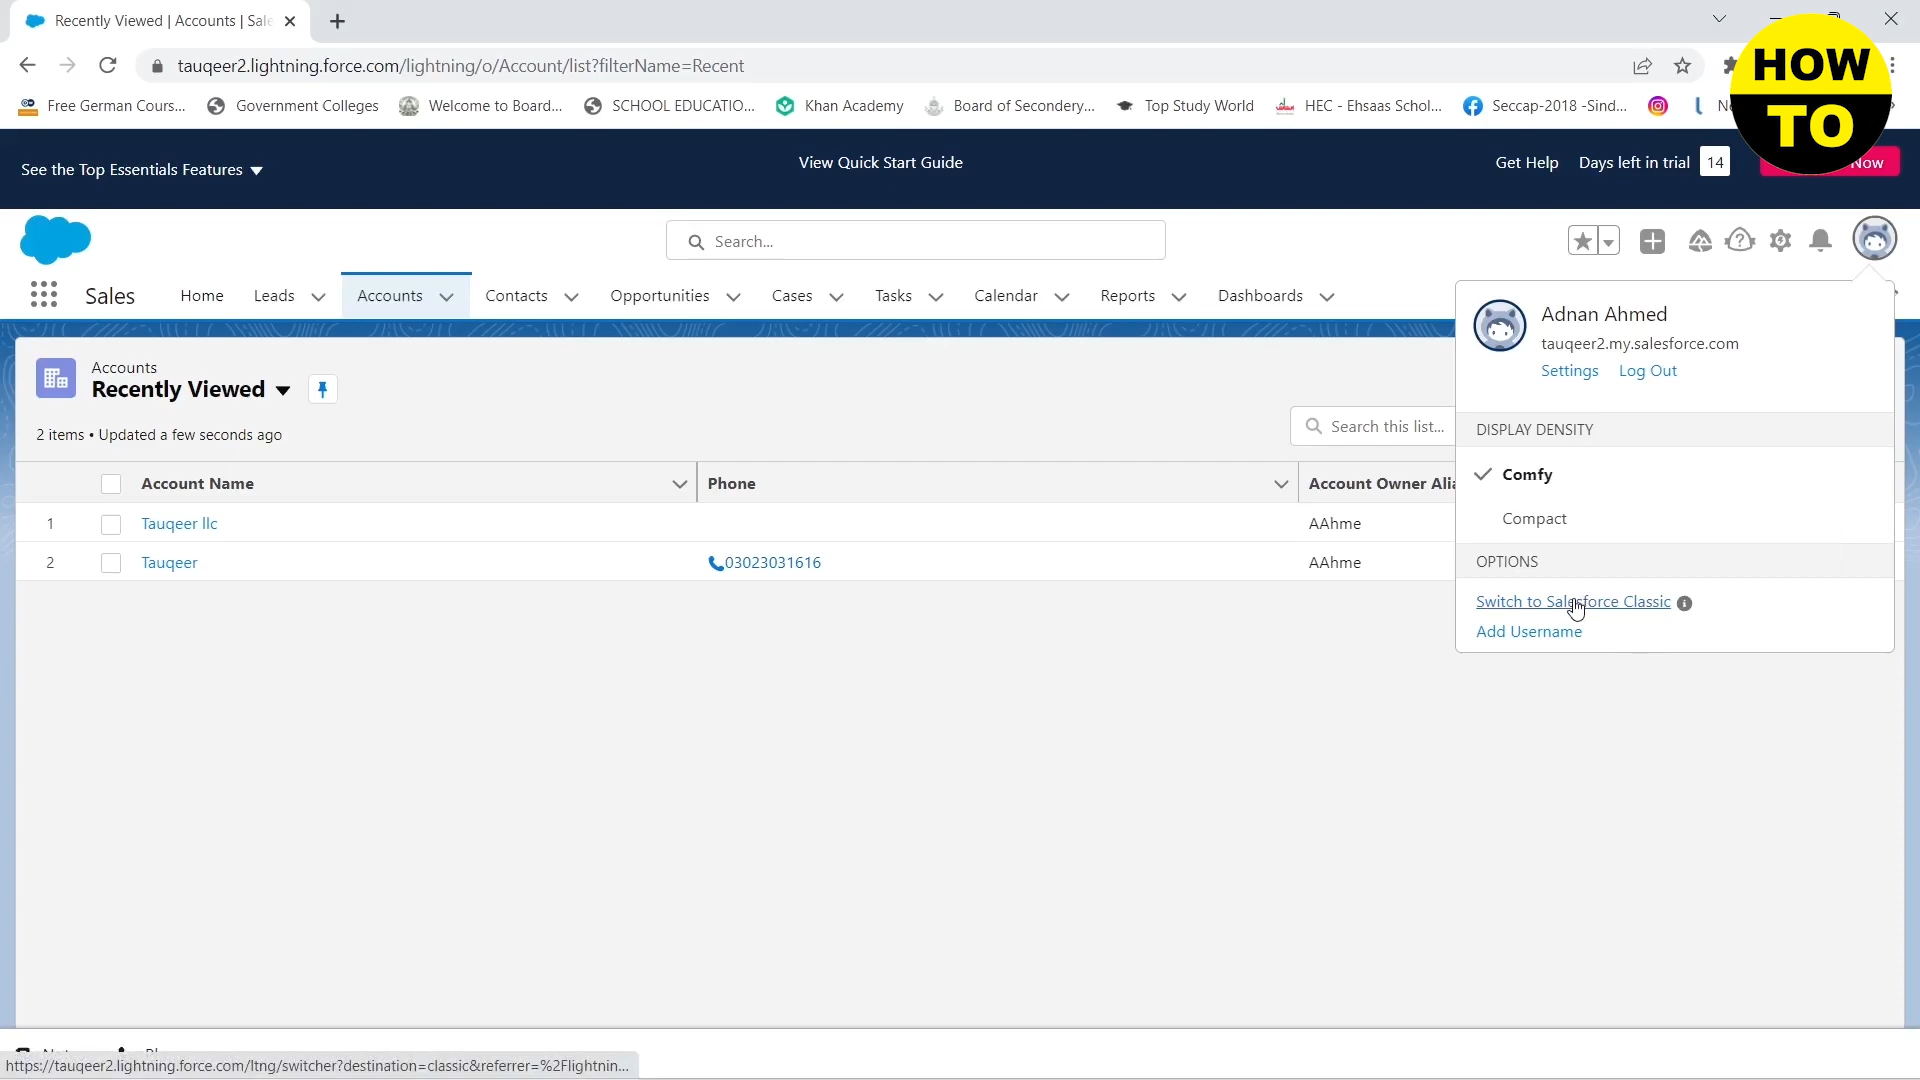 Recently Viewed | Accounts | Sale
tauqeer2.lightning.force.com/lightning/o/Account/list?filterName=Recent
Free German Cours...
Government Colleges
Welcome to Board...
SCHOOL EDUCATIO...
Khan Academy
Board of Secondery...
Top Study World
HEC - Ehsaas Schol...
Seccap-2018 -Sind...
HOW
TO
See the Top Essentials Features
View Quick Start Guide
Get Help
Days left in trial
14
Now
Search...
Sales
Home
Leads
Accounts
Contacts
Opportunities
Cases
Tasks
Calendar
Reports
Dashboards
Adnan Ahmed
tauqeer2.my.salesforce.com
Settings
Log Out
Accounts
Recently Viewed
2 items • Updated a few seconds ago
Search this list...
DISPLAY DENSITY
Comfy
Compact
OPTIONS
Switch to Salesforce Classic
Add Username
Account Name
Phone
Account Owner Alia
1
Tauqeer llc
AAhme
2
Tauqeer
03023031616
AAhme
https://tauqeer2.lightning.force.com/ltng/switcher?destination=classic&referrer=%2Flightnin...